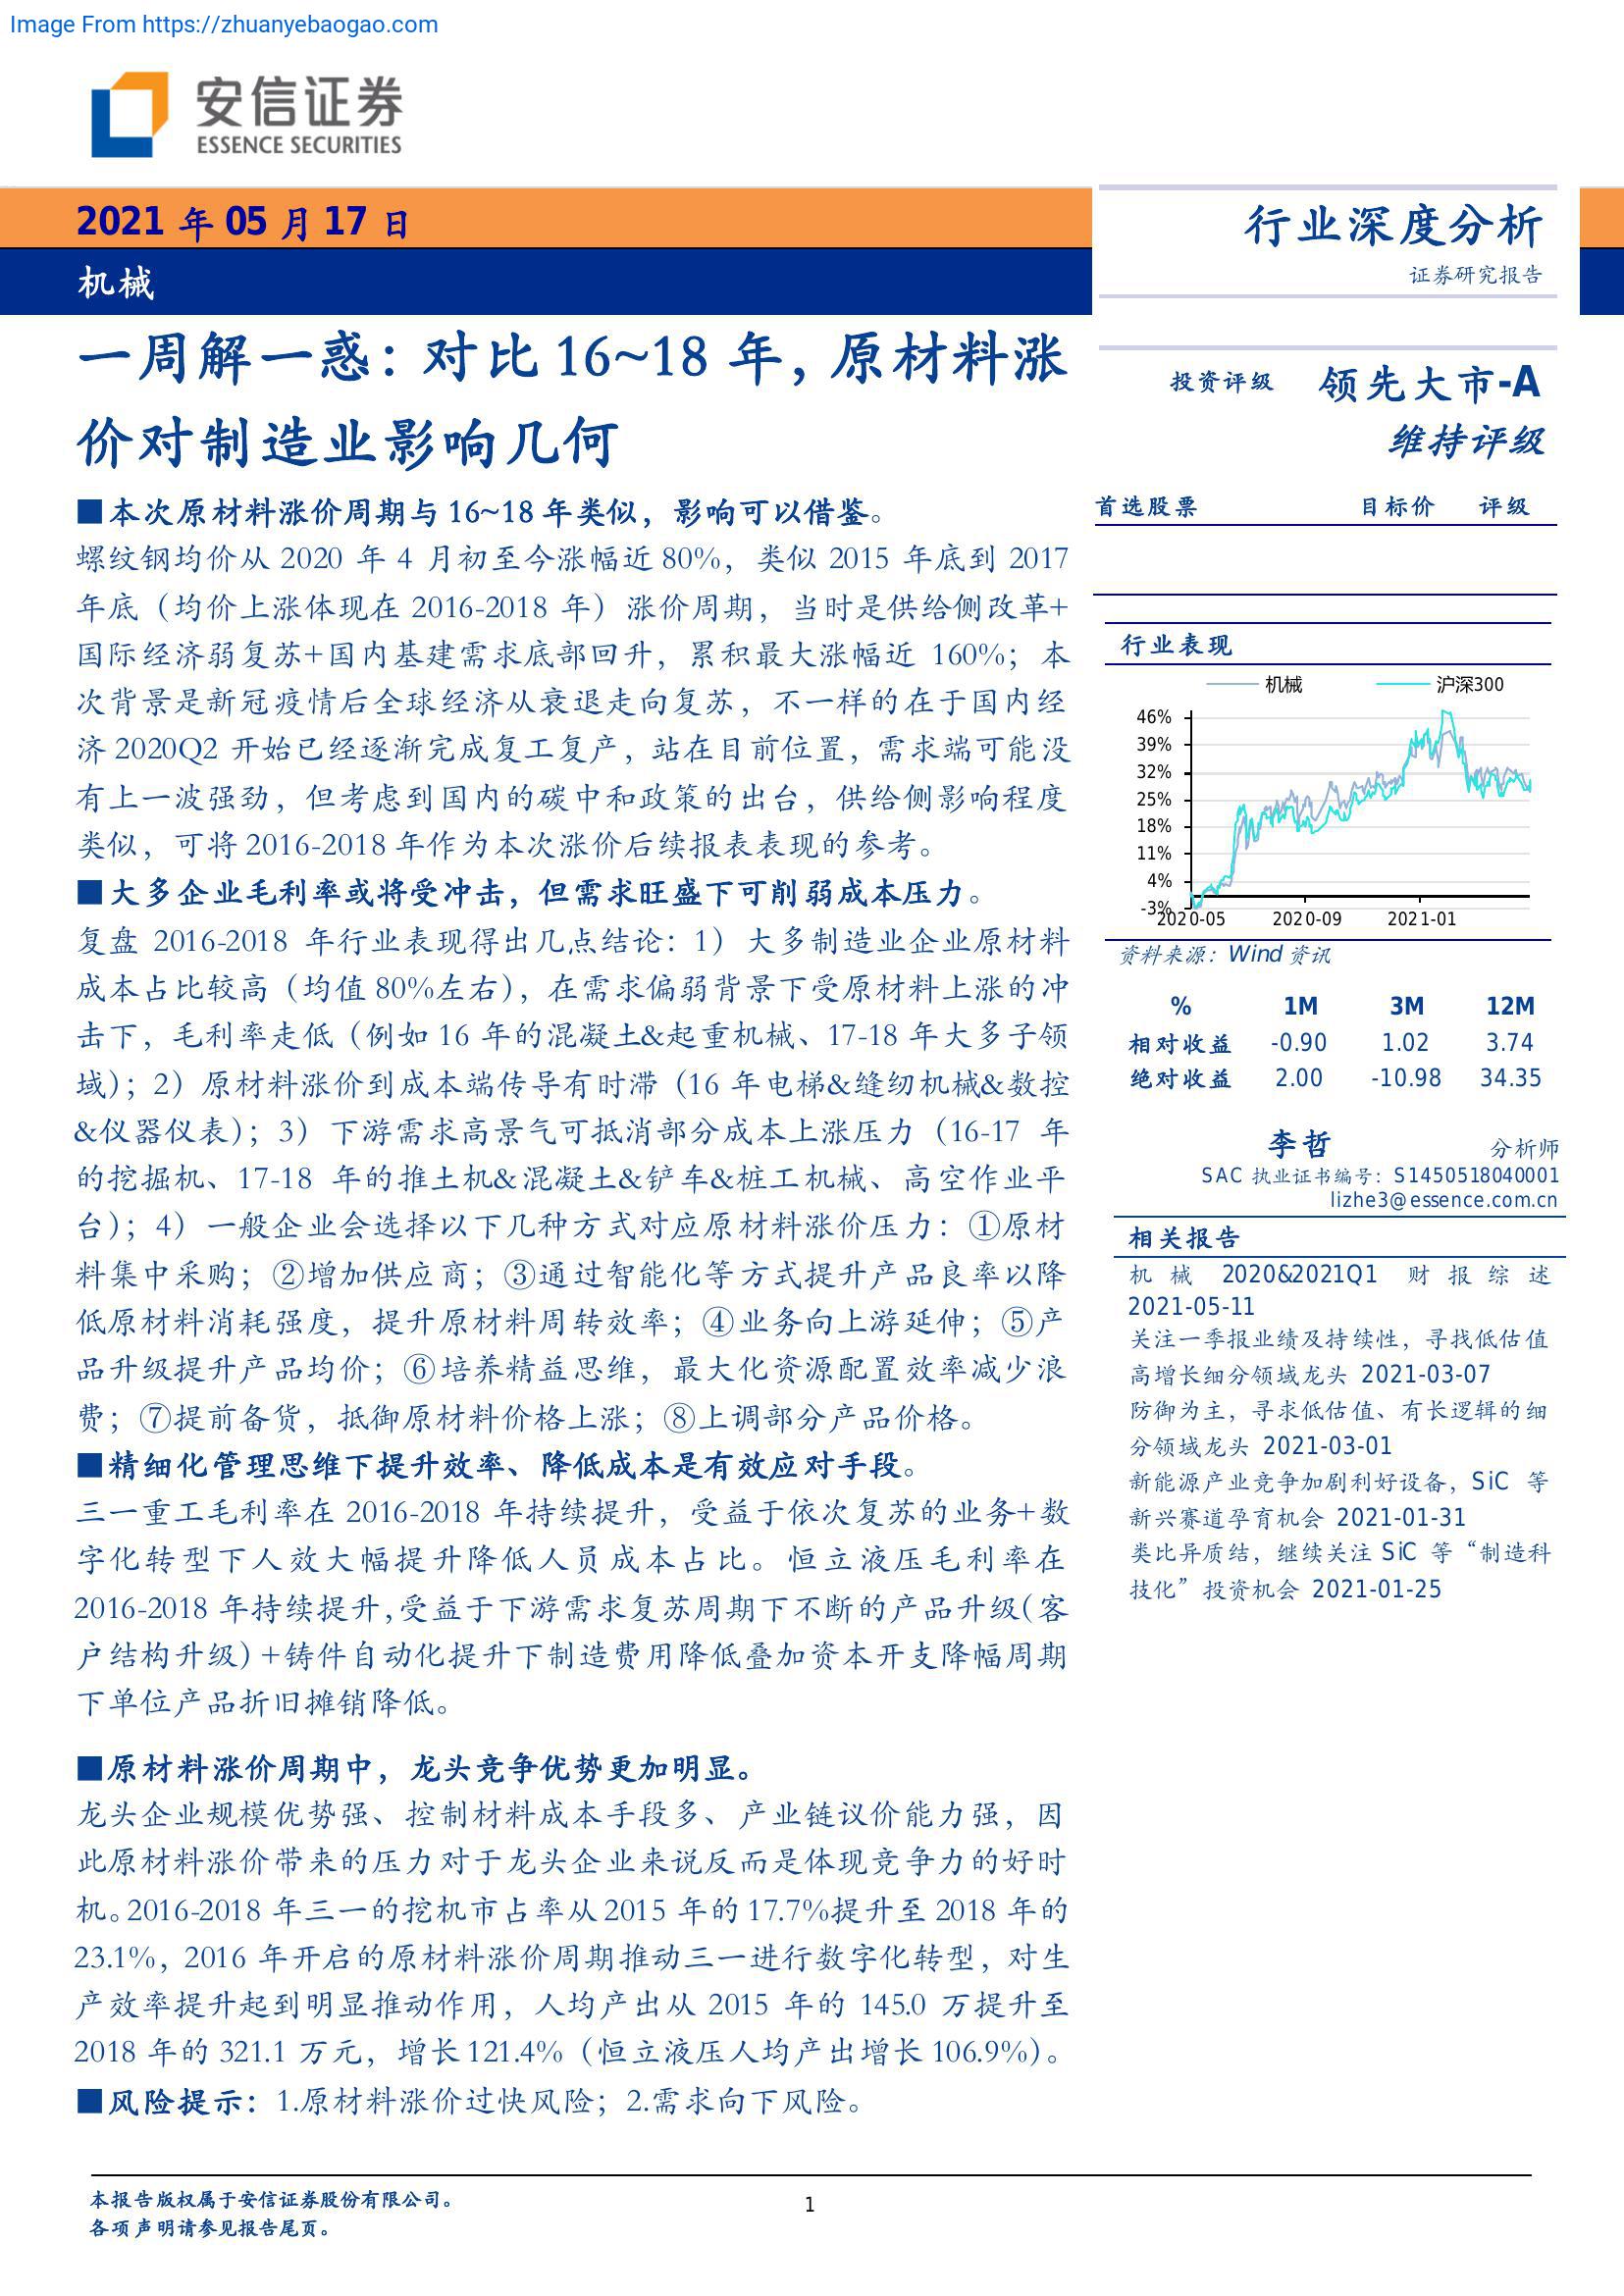 Image From https://zhuanyebaogao.com
安信证券
ESSENCE SECURITIES
2021 年 05 月 17 日
机械
行业深度分析
证券研究报告
一周解一惑：对比 16~18 年，原材料涨
价对制造业影响几何
■本次原材料涨价周期与 16~18 年类似，影响可以借鉴。
螺纹钢均价从 2020 年 4 月初至今涨幅近 80%，类似 2015 年底到 2017
年底（均价上涨体现在 2016-2018 年）涨价周期，当时是供给侧改革+
国际经济弱复苏+国内基建需求底部回升，累积最大涨幅近 160%；本
次背景是新冠疫情后全球经济从衰退走向复苏，不一样的在于国内经
济 2020Q2 开始已经逐渐完成复工复产，站在目前位置，需求端可能没
有上一波强劲，但考虑到国内的碳中和政策的出台，供给侧影响程度
类似，可将 2016-2018 年作为本次涨价后续报表表现的参考。
■大多企业毛利率或将受冲击，但需求旺盛下可削弱成本压力。
复盘 2016-2018 年行业表现得出几点结论：1）大多制造业企业原材料
成本占比较高（均值 80%左右），在需求偏弱背景下受原材料上涨的冲
击下，毛利率走低（例如 16 年的混凝土&起重机械、17-18 年大多子领
域）；2）原材料涨价到成本端传导有时滞（16 年电梯&缝纫机械&数控
&仪器仪表）；3）下游需求高景气可抵消部分成本上涨压力（16-17 年
的挖掘机、17-18 年的推土机&混凝土&铲车&桩工机械、高空作业平
台）；4）一般企业会选择以下几种方式对应原材料涨价压力：①原材
料集中采购；②增加供应商；③通过智能化等方式提升产品良率以降
低原材料消耗强度，提升原材料周转效率；④业务向上游延伸；⑤产
品升级提升产品均价；⑥培养精益思维，最大化资源配置效率减少浪
费；⑦提前备货，抵御原材料价格上涨；⑧上调部分产品价格。
■精细化管理思维下提升效率、降低成本是有效应对手段。
三一重工毛利率在 2016-2018 年持续提升，受益于依次复苏的业务+数
字化转型下人效大幅提升降低人员成本占比。恒立液压毛利率在
2016-2018 年持续提升，受益于下游需求复苏周期下不断的产品升级（客
户结构升级）+铸件自动化提升下制造费用降低叠加资本开支降幅周期
下单位产品折旧摊销降低。
■原材料涨价周期中，龙头竞争优势更加明显。
龙头企业规模优势强、控制材料成本手段多、产业链议价能力强，因
此原材料涨价带来的压力对于龙头企业来说反而是体现竞争力的好时
机。2016-2018 年三一的挖机市占率从 2015 年的 17.7%提升至 2018 年的
23.1%，2016 年开启的原材料涨价周期推动三一进行数字化转型，对生
产效率提升起到明显推动作用，人均产出从 2015 年的 145.0 万提升至
2018 年的 321.1 万元，增长 121.4%（恒立液压人均产出增长 106.9%）。
■风险提示：1.原材料涨价过快风险；2.需求向下风险。
投资评级 领先大市-A
维持评级
首选股票 目标价 评级
行业表现
机械 沪深300
46%
39%
32%
25%
18%
11%
4%
-3%
2020-05 2020-09 2021-01
资料来源：Wind 资讯
% 1M 3M 12M
相对收益 -0.90 1.02 3.74
绝对收益 2.00 -10.98 34.35
李哲 分析师
SAC 执业证书编号：S1450518040001
lizhe3@essence.com.cn
相关报告
机械 2020&2021Q1 财报综述
2021-05-11
关注一季报业绩及持续性，寻找低估值
高增长细分领域龙头 2021-03-07
防御为主，寻求低估值、有长逻辑的细
分领域龙头 2021-03-01
新能源产业竞争加剧利好设备，SiC 等
新兴赛道孕育机会 2021-01-31
类比异质结，继续关注 SiC 等“制造科
技化”投资机会 2021-01-25
本报告版权属于安信证券股份有限公司。
各项声明请参见报告尾页。
1